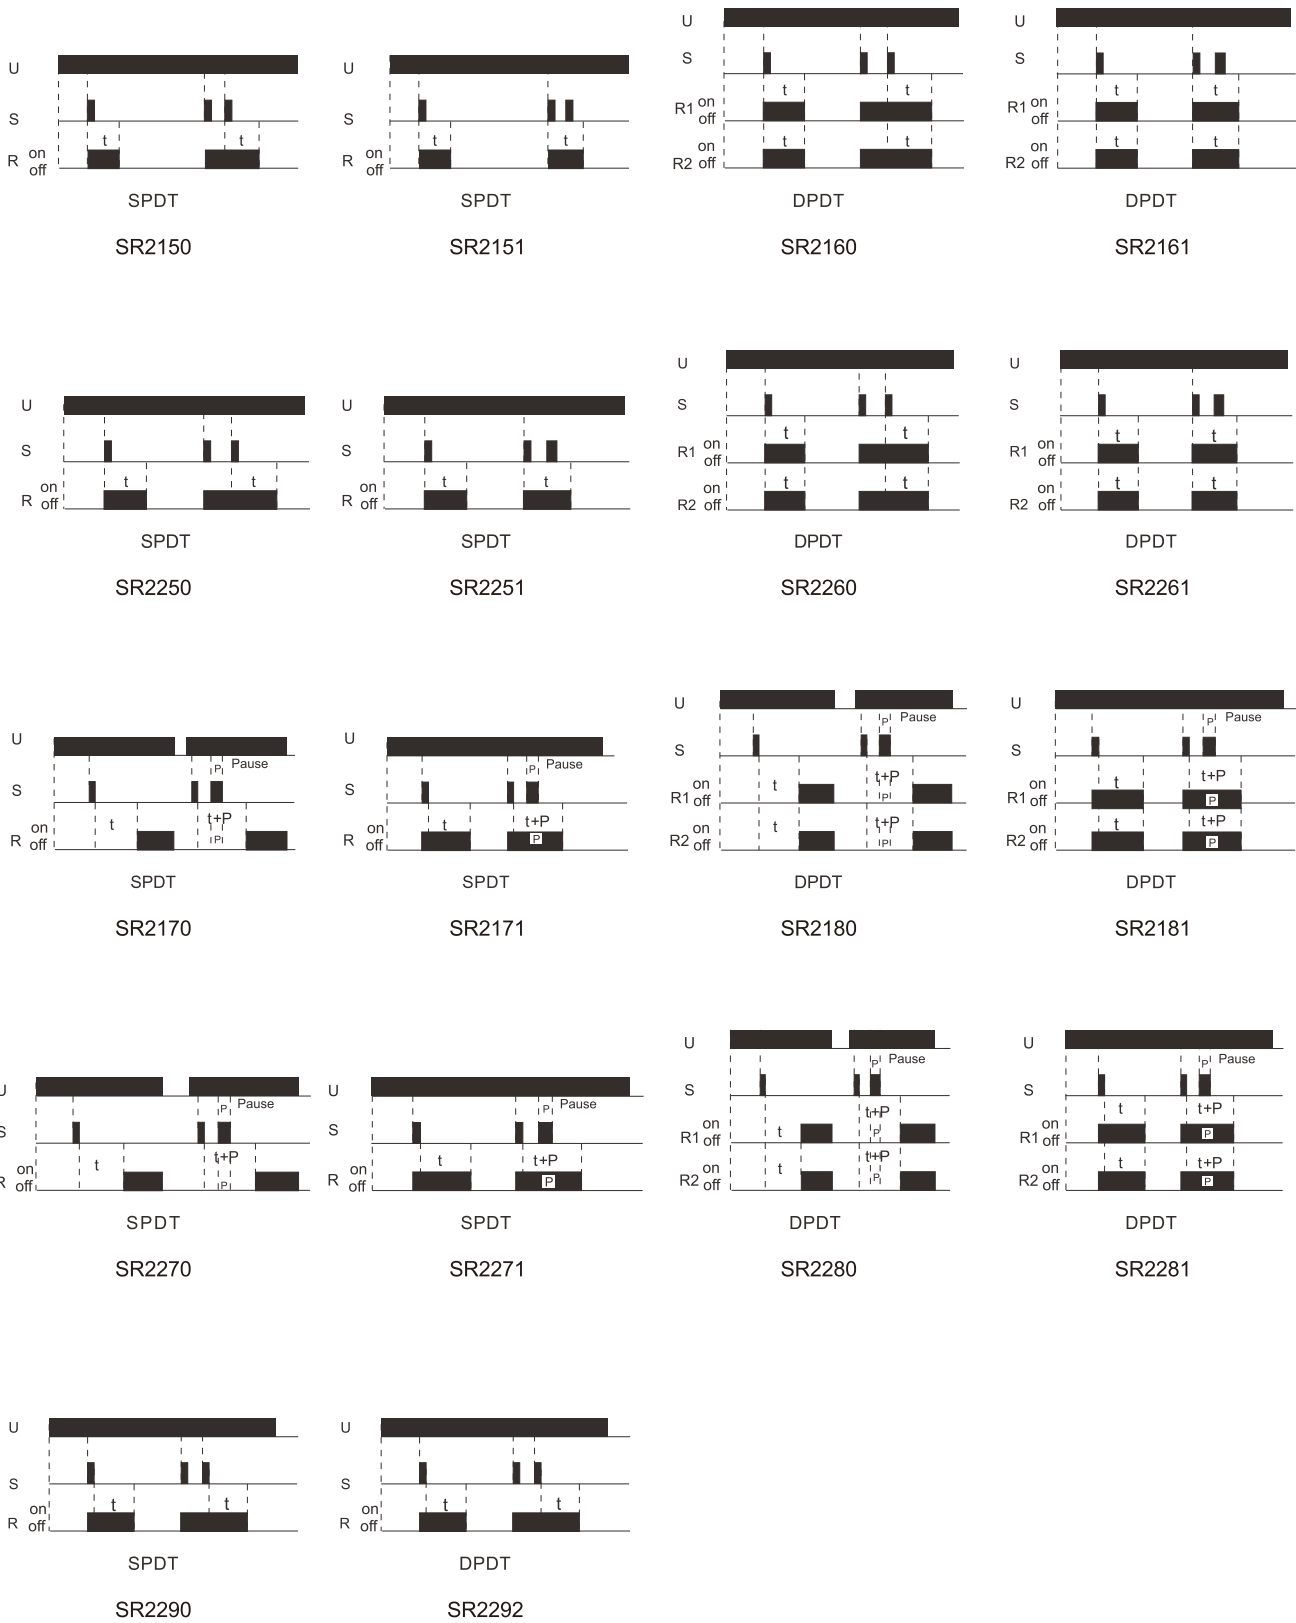 U
S
R on
off
t
t
SPDT
SR2150
U
S
R on
off
t
t
SPDT
SR2151
U
S
t
t
R1 on
off
t
t
R2 on
off
DPDT
SR2160
U
S
t
t
R1 on
off
t
t
R2 on
off
DPDT
SR2161
U
S
t
t
R on
off
SPDT
SR2250
U
S
t
t
R on
off
SPDT
SR2251
U
S
t
t
R1 on
off
t
t
R2 on
off
DPDT
SR2260
U
S
t
t
R1 on
off
t
t
R2 on
off
DPDT
SR2261
U
P Pause
S
t
t+P
R on
off
P
SPDT
SR2170
U
P Pause
S
t
t+P
R on
off
P
SPDT
SR2171
U
P Pause
S
t
t+P
R1 on
off
P
t
t+P
R2 on
off
P
DPDT
SR2180
U
P Pause
S
t
t+P
R1 on
off
P
t
t+P
R2 on
off
P
DPDT
SR2181
U
P Pause
S
t
t+P
R on
off
P
SPDT
SR2270
U
P Pause
S
t
t+P
R on
off
P
SPDT
SR2271
U
P Pause
S
t
t+P
R1 on
off
P
t
t+P
R2 on
off
P
DPDT
SR2280
U
P Pause
S
t
t+P
R1 on
off
P
t
t+P
R2 on
off
P
DPDT
SR2281
U
S
t
t
R on
off
SPDT
SR2290
U
S
t
t
R on
off
DPDT
SR2292